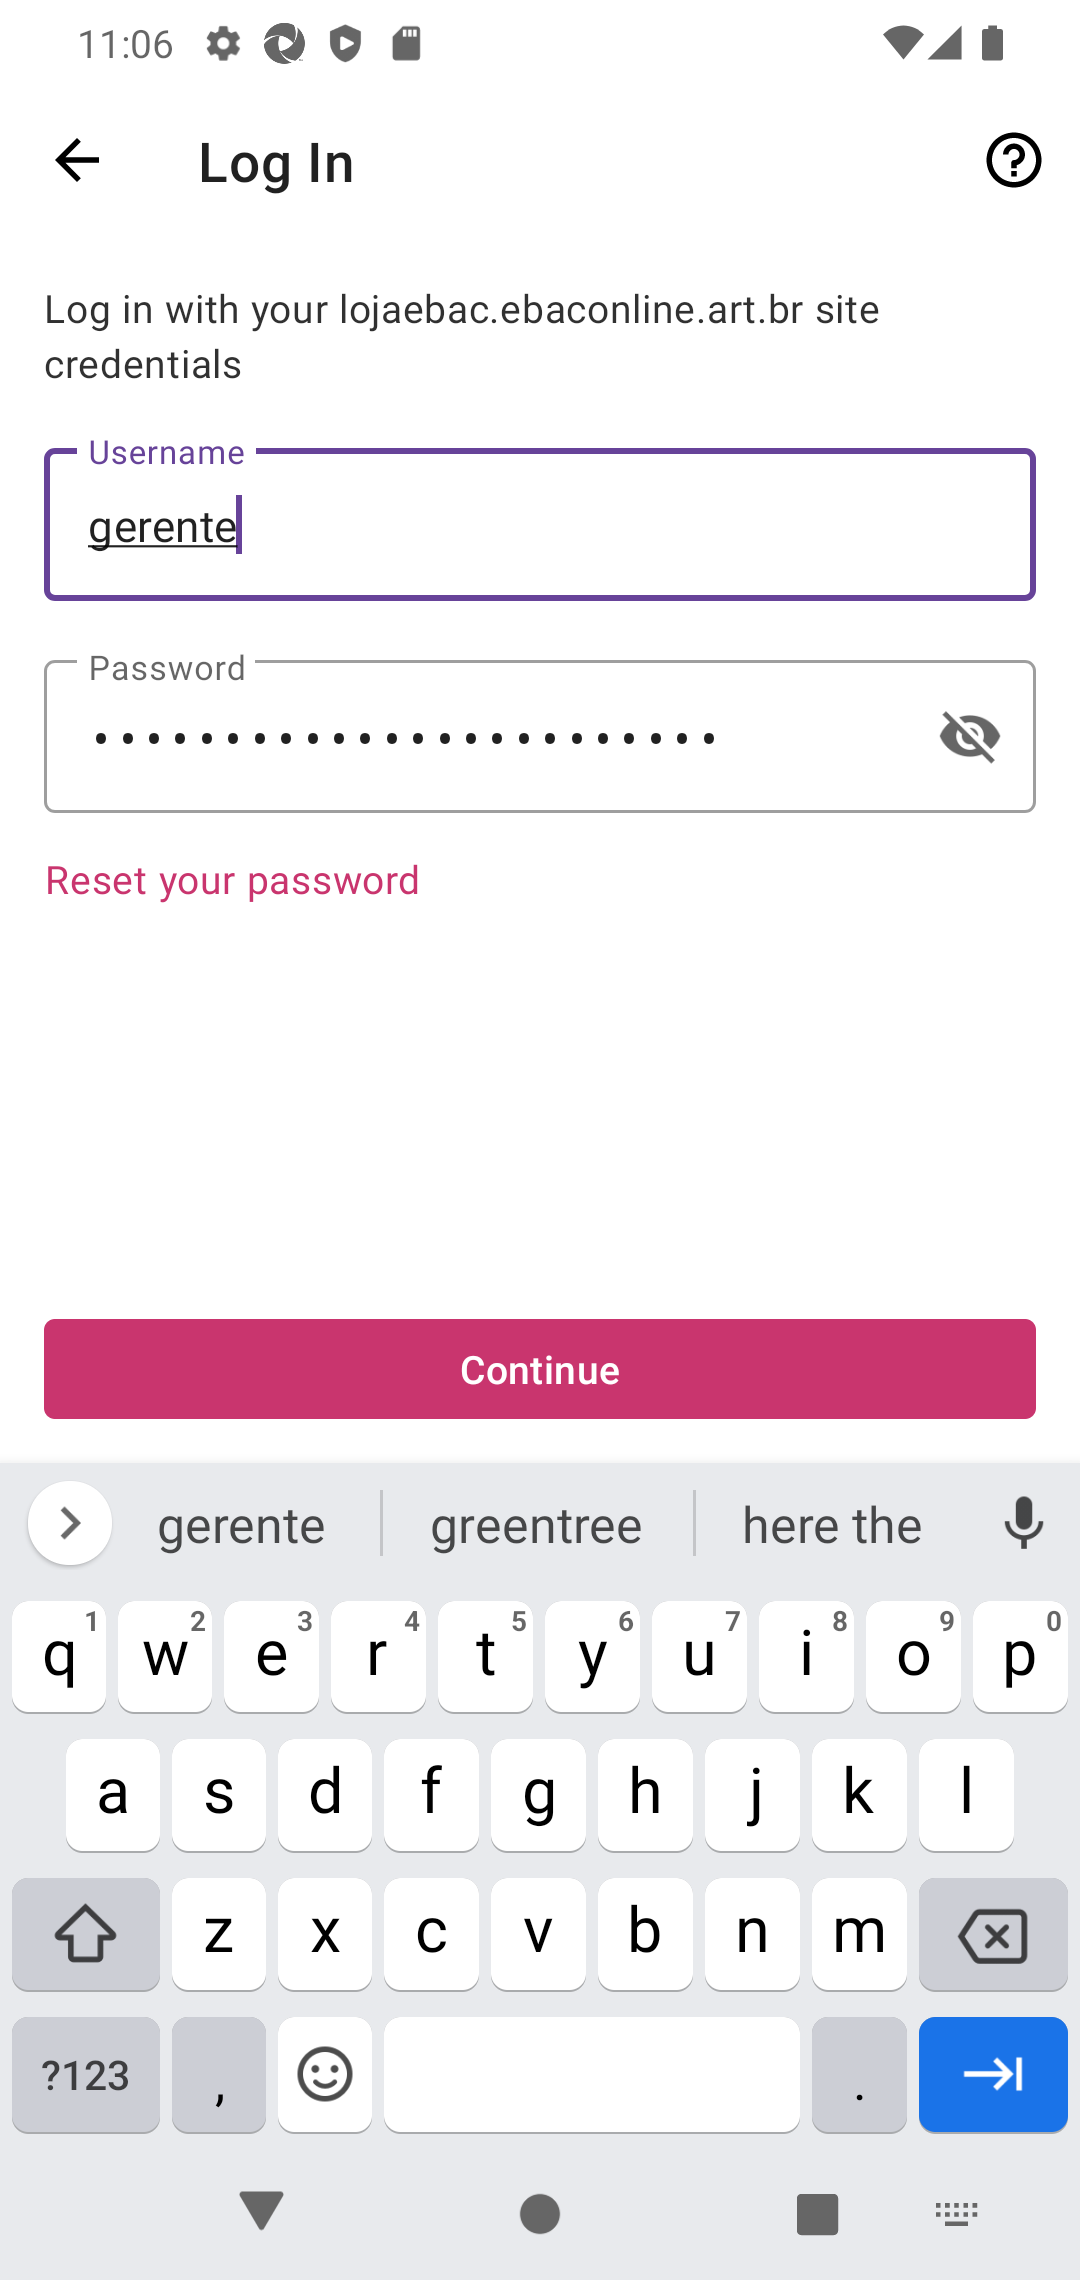 11:06
Log In
Log in with your lojaebac.ebaconline.art.br site
credentials
Username
gerente
Password
••••••••••••••••••••••••
Reset your password
Continue
gerente greentree here the
q1 w2 e3 r4 t5 y6 u7 i8 o9 p0
a s d f g h j k l
z x c v b n m
?123 , .